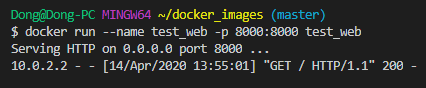 Dong@Dong-PC MINGW64 ~/docker_images (master)
$ docker run --name test_web -p 8000:8000 test_web
Serving HTTP on 0.0.0.0 port 8000 ...
10.0.2.2 - - [14/Apr/2020 13:55:01] "GET / HTTP/1.1" 200 -